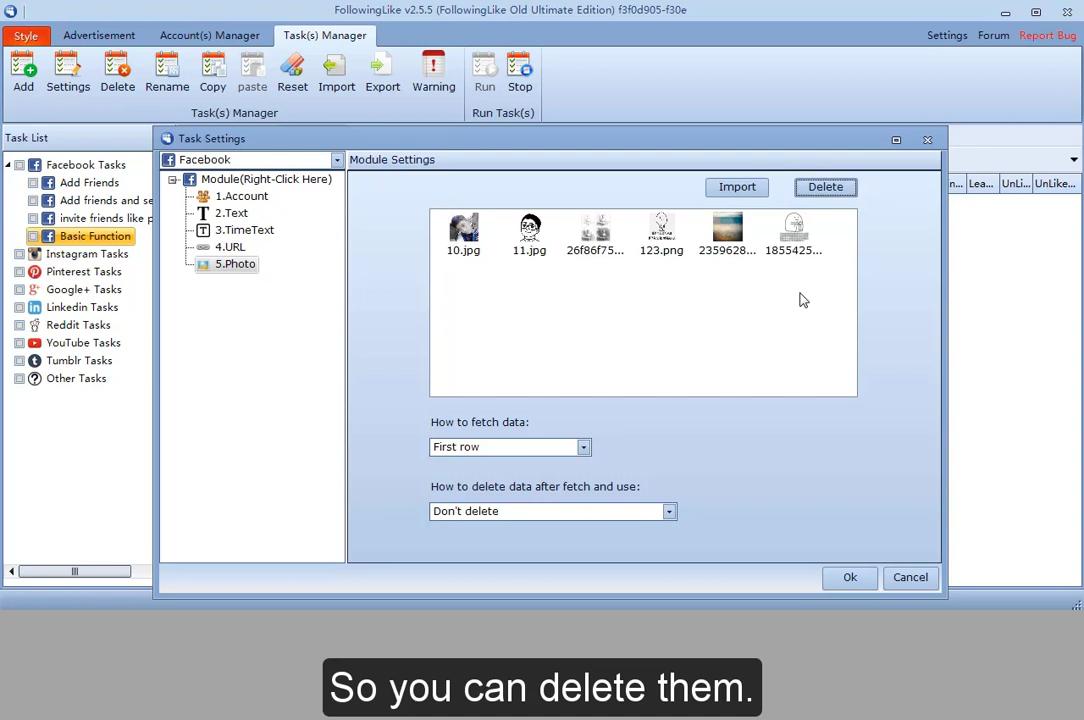 FollowingLike v2.5.5 (FollowingLike Old Ultimate Edition) f3f0d905-f30e
Style Advertisement Account(s) Manager Task(s) Manager Settings Forum Report Bug
Add Settings Delete Rename Copy paste Reset Import Export Warning Run Stop
Task(s) Manager Run Task(s)
Task List
Task Settings
Facebook Module Settings
Facebook Tasks
Add Friends
Add friends and se
invite friends like p
Basic Function
Instagram Tasks
Pinterest Tasks
Google+ Tasks
Linkedin Tasks
Reddit Tasks
YouTube Tasks
Tumblr Tasks
Other Tasks
Module(Right-Click Here)
1.Account
2.Text
3.TimeText
4.URL
5.Photo
Import Delete
10.jpg 11.jpg 26f86f75... 123.png 2359628... 1855425...
How to fetch data:
First row
How to delete data after fetch and use:
Don't delete
Ok Cancel
in... Lea... UnLi... UnLike...
So you can delete them.